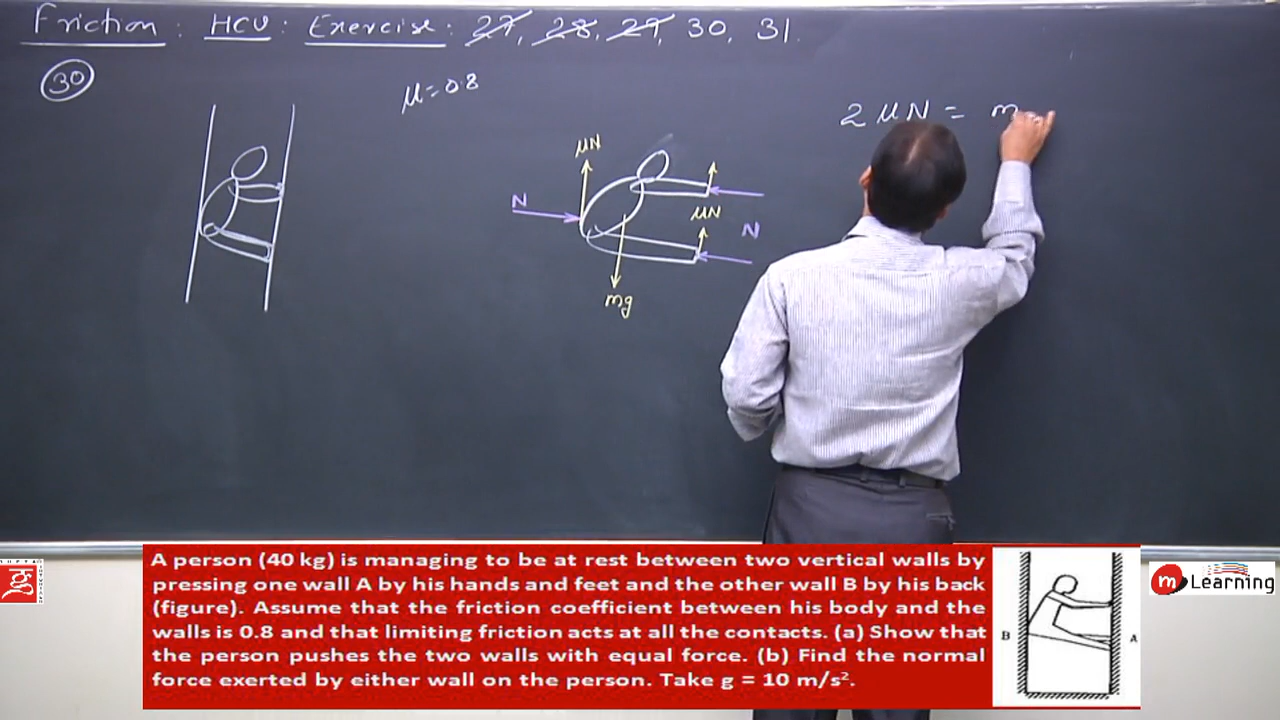 Friction : HCV : Exercise : 27, 28, 29, 30, 31.
30
μ = 0.8
2 μN = m
μN
N
μN
N
mg
A person (40 kg) is managing to be at rest between two vertical walls by
pressing one wall A by his hands and feet and the other wall B by his back
(figure). Assume that the friction coefficient between his body and the
walls is 0.8 and that limiting friction acts at all the contacts. (a) Show that
the person pushes the two walls with equal force. (b) Find the normal
force exerted by either wall on the person. Take g = 10 m/s².
B
A
m Learning